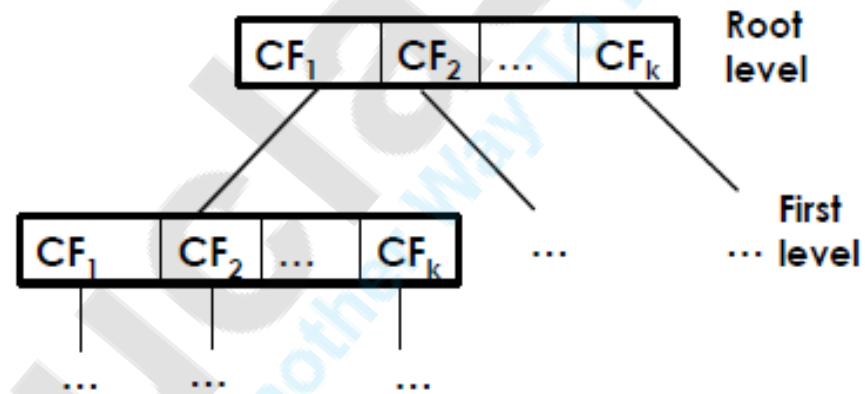 CF₁ CF₂ ... CFₖ Root level
CF₁ CF₂ ... CFₖ ... ... First level
... ... ...